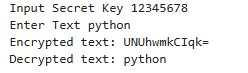 Input Secret Key 12345678
Enter Text python
Encrypted text: UNUhwmkCIqk=
Decrypted text: python